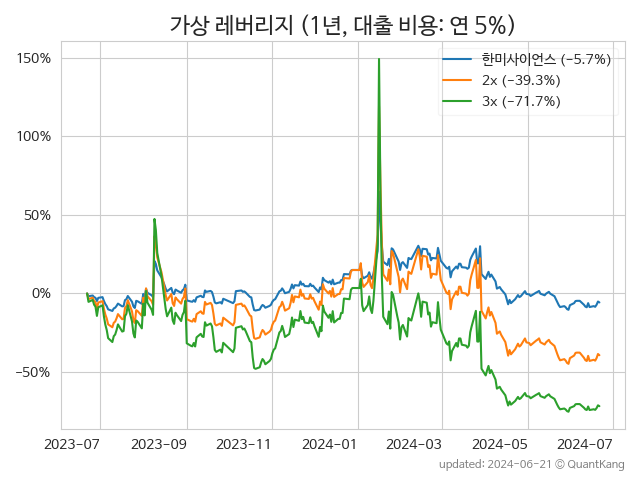 가상 레버리지 (1년, 대출 비용: 연 5%)
150%
100%
50%
0%
−50%
한미사이언스 (−5.7%)
2x (−39.3%)
3x (−71.7%)
2023-07 2023-09 2023-11 2024-01 2024-03 2024-05 2024-07
updated: 2024-06-21 © QuantKang